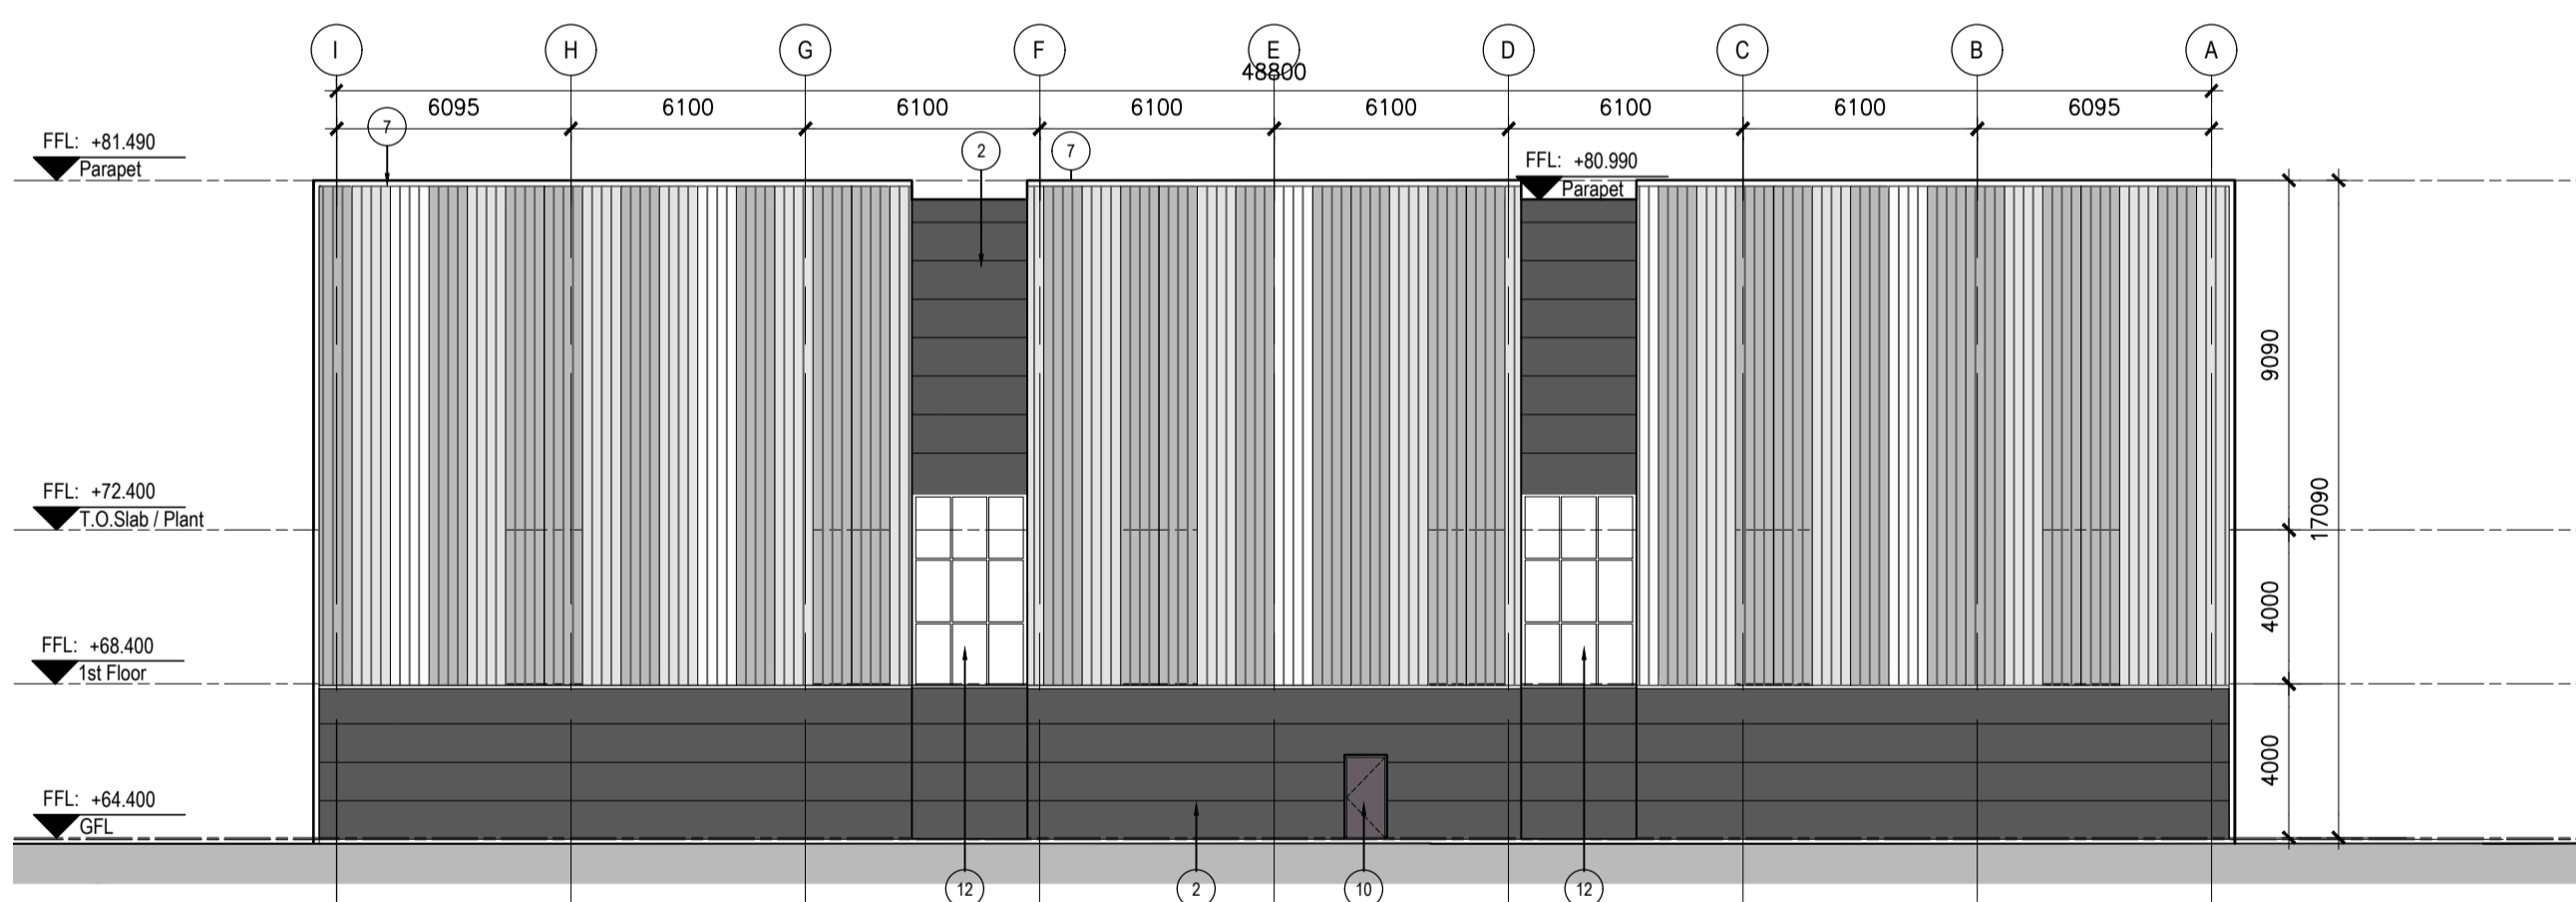 I H G F E D C B A
48800
6095 6100 6100 6100 6100 6100 6100 6095
7
FFL: +81.490
Parapet
2
7
FFL: +80.990
Parapet
9090
FFL: +72.400
T.O.Slab / Plant
17090
4000
FFL: +68.400
1st Floor
4000
FFL: +64.400
GFL
12 2 10 12